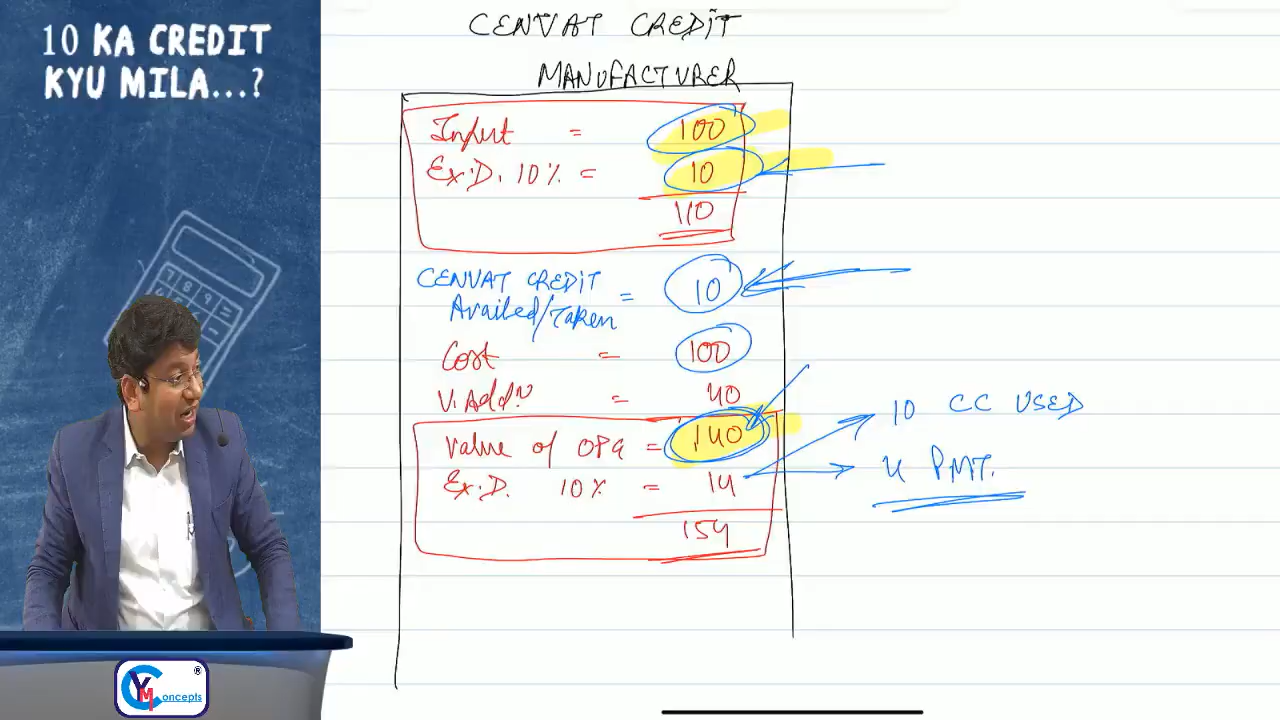 10 KA CREDIT
KYU MILA...?
CENVAT CREDIT
MANUFACTURER
Input = 100
Ex.D. 10% = 10
110
CENVAT CREDIT
Availed/Taken = 10
Cost = 100
V. Addn = 40
Value of OPG = 140
Ex.D. 10% = 14
154
10 CC USED
4 PMT.
YM Concepts ®